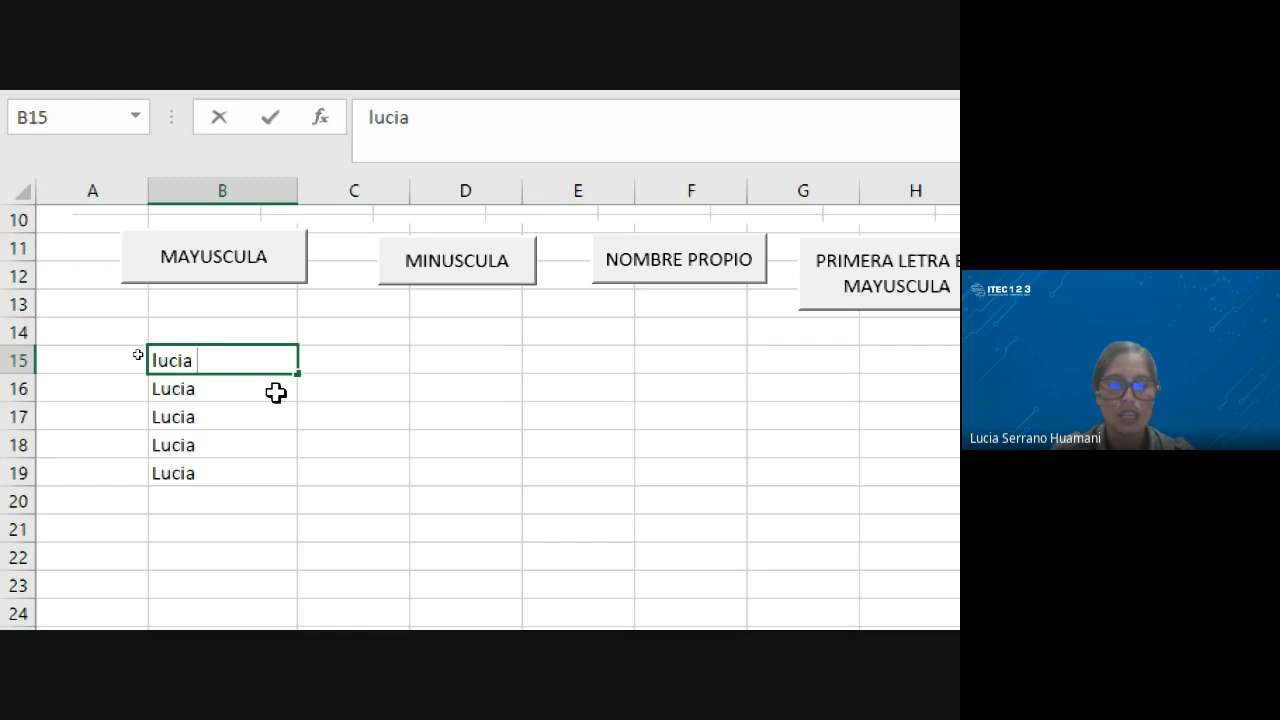 B15
fx
lucia
A B C D E F G H
10
11
12
13
14
15
16
17
18
19
20
21
22
23
24
MAYUSCULA
MINUSCULA
NOMBRE PROPIO
PRIMERA LETRA E
MAYUSCULA
lucia
Lucia
Lucia
Lucia
Lucia
ITEC 1 2 3
Lucia Serrano Huamani